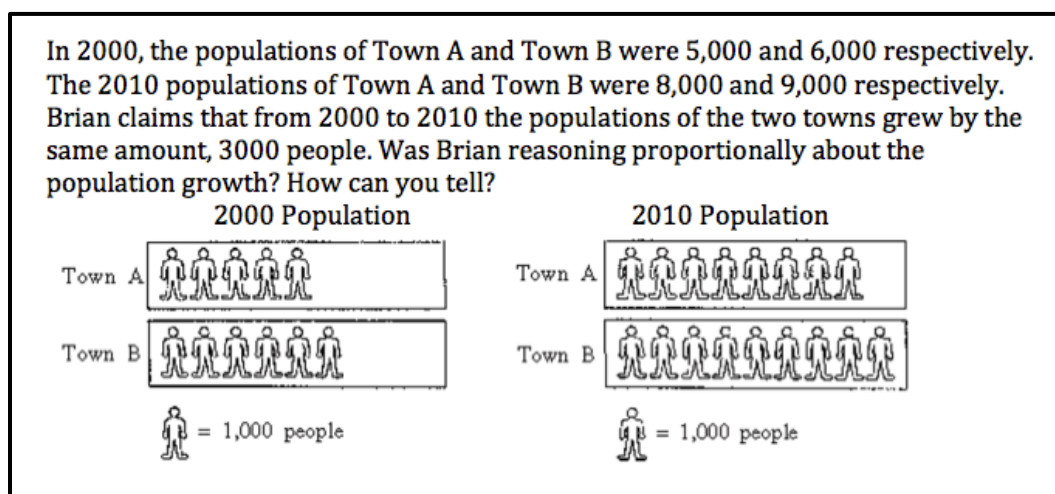 In 2000, the populations of Town A and Town B were 5,000 and 6,000 respectively.
The 2010 populations of Town A and Town B were 8,000 and 9,000 respectively.
Brian claims that from 2000 to 2010 the populations of the two towns grew by the
same amount, 3000 people. Was Brian reasoning proportionally about the
population growth? How can you tell?
2000 Population
2010 Population
Town A
Town A
Town B
Town B
= 1,000 people
= 1,000 people